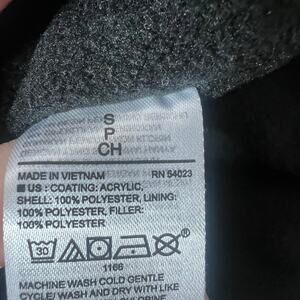 S
P
CH
MADE IN VIETNAM RN 54023
US : COATING: ACRYLIC,
SHELL: 100% POLYESTER, LINING:
100% POLYESTER, FILLER:
100% POLYESTER
30
1166
MACHINE WASH COLD GENTLE
CYCLE/ WASH AND DRY WITH LIKE